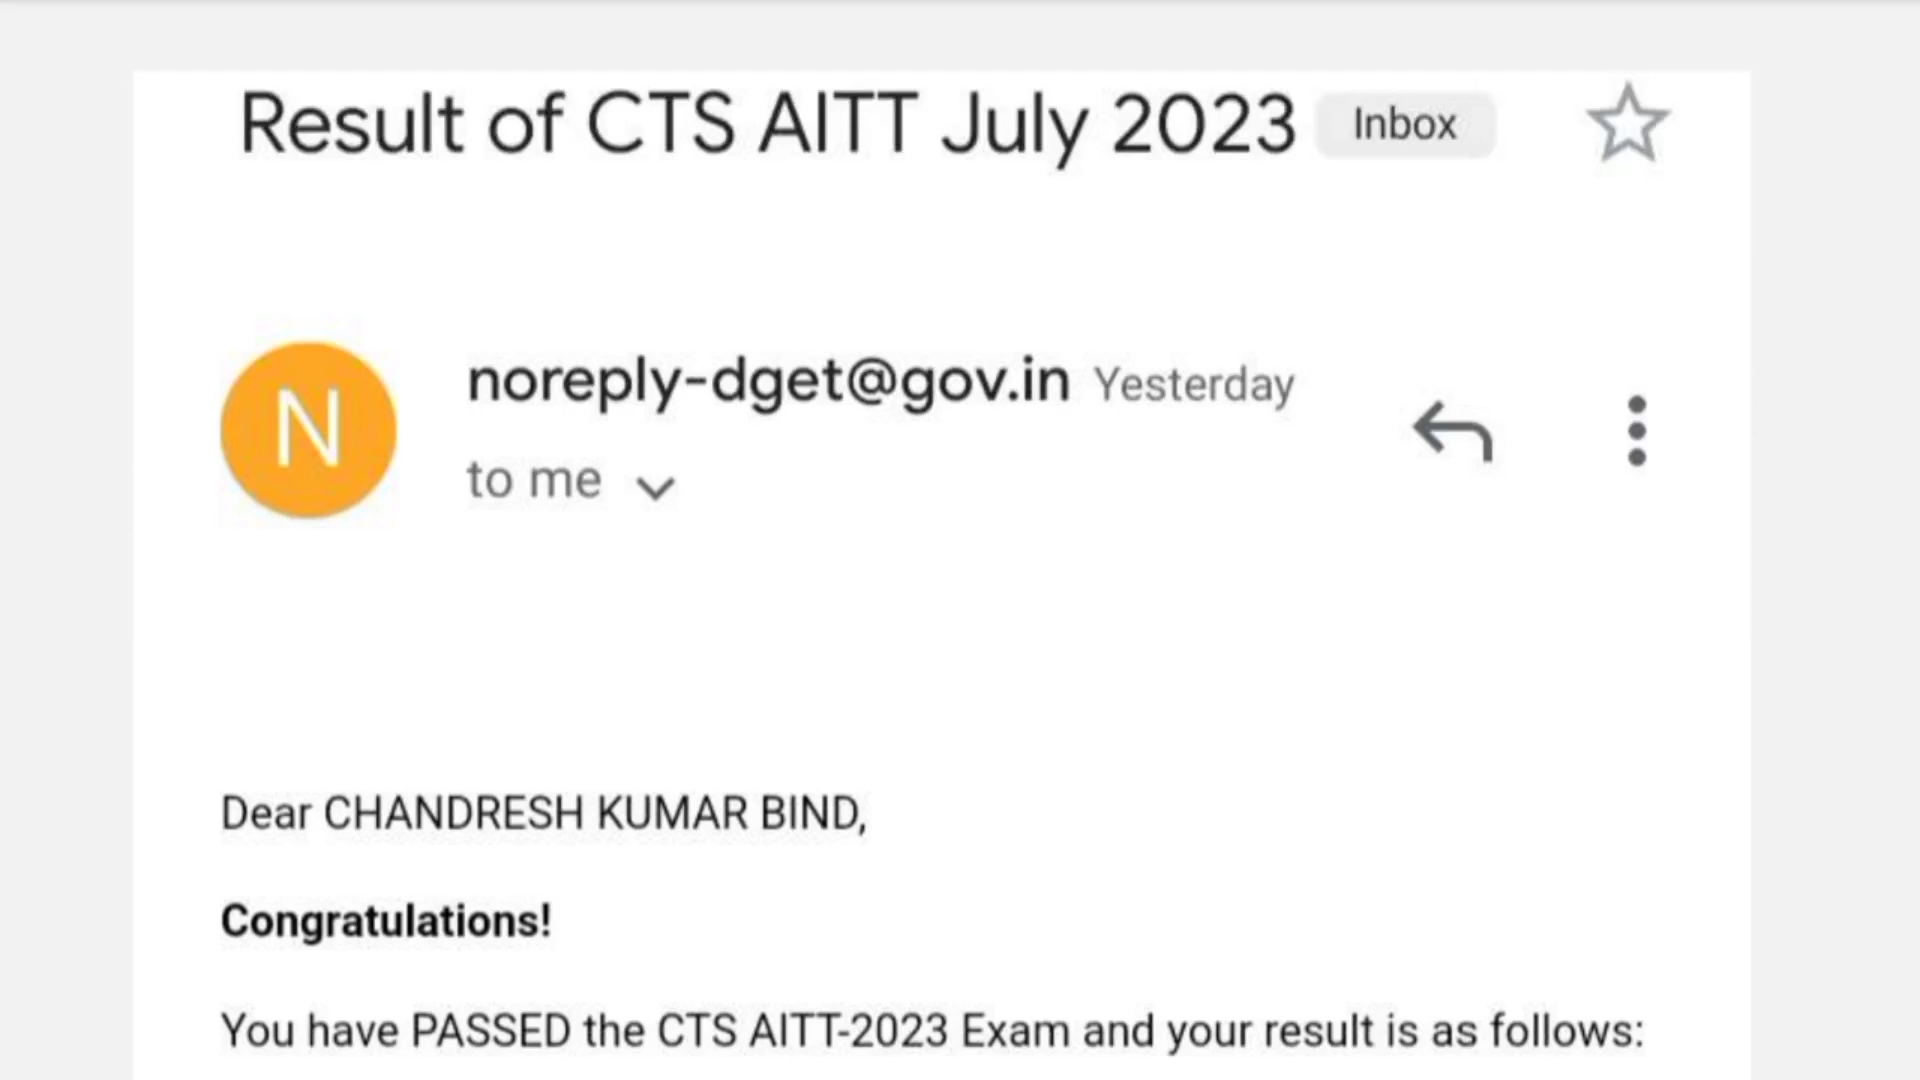 Result of CTS AITT July 2023 Inbox
N
noreply-dget@gov.in Yesterday
to me
Dear CHANDRESH KUMAR BIND,
Congratulations!
You have PASSED the CTS AITT-2023 Exam and your result is as follows: